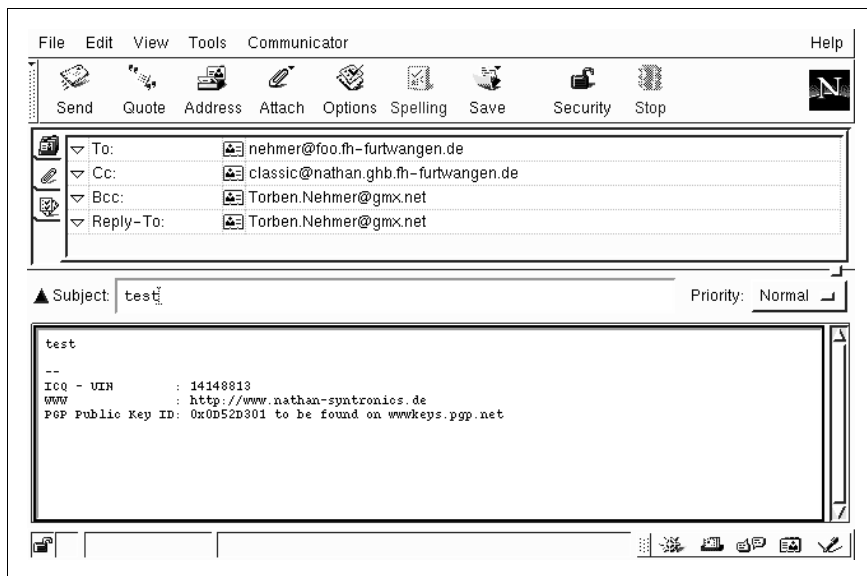 File Edit View Tools Communicator Help
Send Quote Address Attach Options Spelling Save Security Stop
N
To: nehmer@foo.fh-furtwangen.de
Cc: classic@nathan.ghb.fh-furtwangen.de
Bcc: Torben.Nehmer@gmx.net
Reply-To: Torben.Nehmer@gmx.net
Subject: test Priority: Normal
test
--
ICQ - UIN : 14148813
WWW : http://www.nathan-syntronics.de
PGP Public Key ID: 0x0D52D301 to be found on wwwkeys.pgp.net